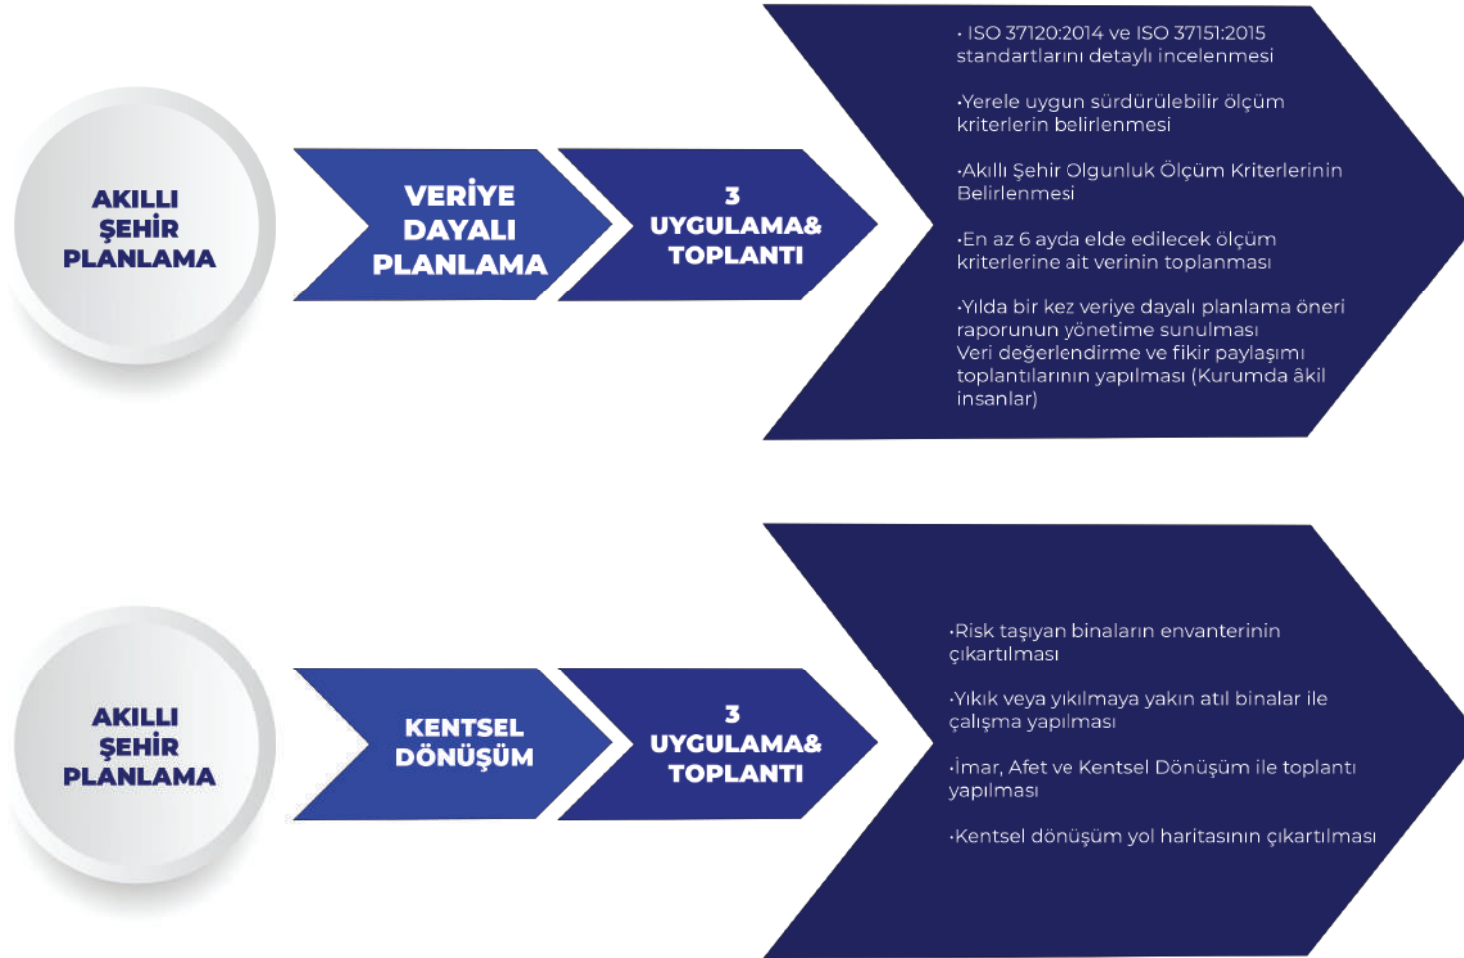 AKILLI
ŞEHİR
PLANLAMA
VERİYE
DAYALI
PLANLAMA
3
UYGULAMA&
TOPLANTI
• ISO 37120:2014 ve ISO 37151:2015
standartlarını detaylı incelenmesi
•Yerele uygun sürdürülebilir ölçüm
kriterlerin belirlenmesi
•Akıllı Şehir Olgunluk Ölçüm Kriterlerinin
Belirlenmesi
•En az 6 ayda elde edilecek ölçüm
kriterlerine ait verinin toplanması
•Yılda bir kez veriye dayalı planlama öneri
raporunun yönetime sunulması
Veri değerlendirme ve fikir paylaşımı
toplantılarının yapılması (Kurumda âkil
insanlar)
AKILLI
ŞEHİR
PLANLAMA
KENTSEL
DÖNÜŞÜM
3
UYGULAMA&
TOPLANTI
•Risk taşıyan binaların envanterinin
çıkartılması
•Yıkık veya yıkılmaya yakın atıl binalar ile
çalışma yapılması
•İmar, Afet ve Kentsel Dönüşüm ile toplantı
yapılması
•Kentsel dönüşüm yol haritasının çıkartılması